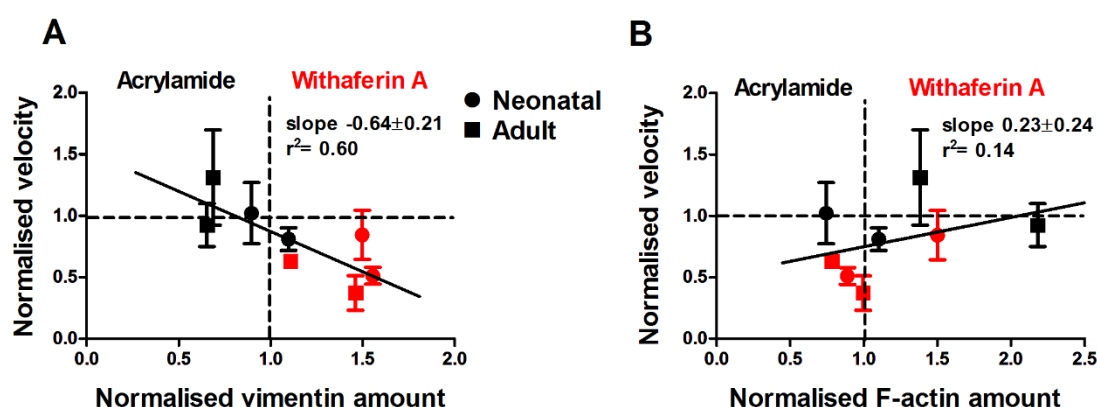 A
Acrylamide
Withaferin A
slope -0.64±0.21
r²= 0.60
Neonatal
Adult
Normalised velocity
2.0
1.5
1.0
0.5
0.0
0.0 0.5 1.0 1.5 2.0
Normalised vimentin amount
B
Acrylamide
Withaferin A
slope 0.23±0.24
r²= 0.14
Normalised velocity
2.0
1.5
1.0
0.5
0.0
0.0 0.5 1.0 1.5 2.0 2.5
Normalised F-actin amount